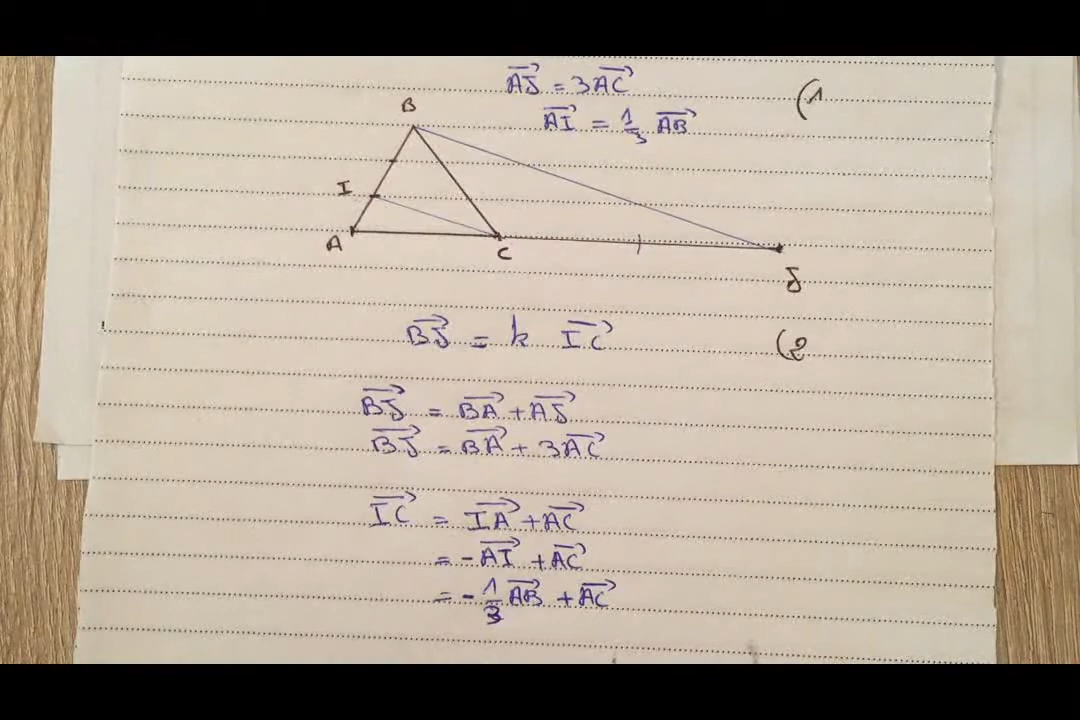 AJ⃗ = 3AC⃗ (1
AI⃗ = 1/3 AB⃗
B
I
A
C
J
BJ⃗ = k IC⃗ (2
BJ⃗ = BA⃗ + AJ⃗
BJ⃗ = BA⃗ + 3AC⃗
IC⃗ = IA⃗ + AC⃗
= -AI⃗ + AC⃗
= -1/3 AB⃗ + AC⃗